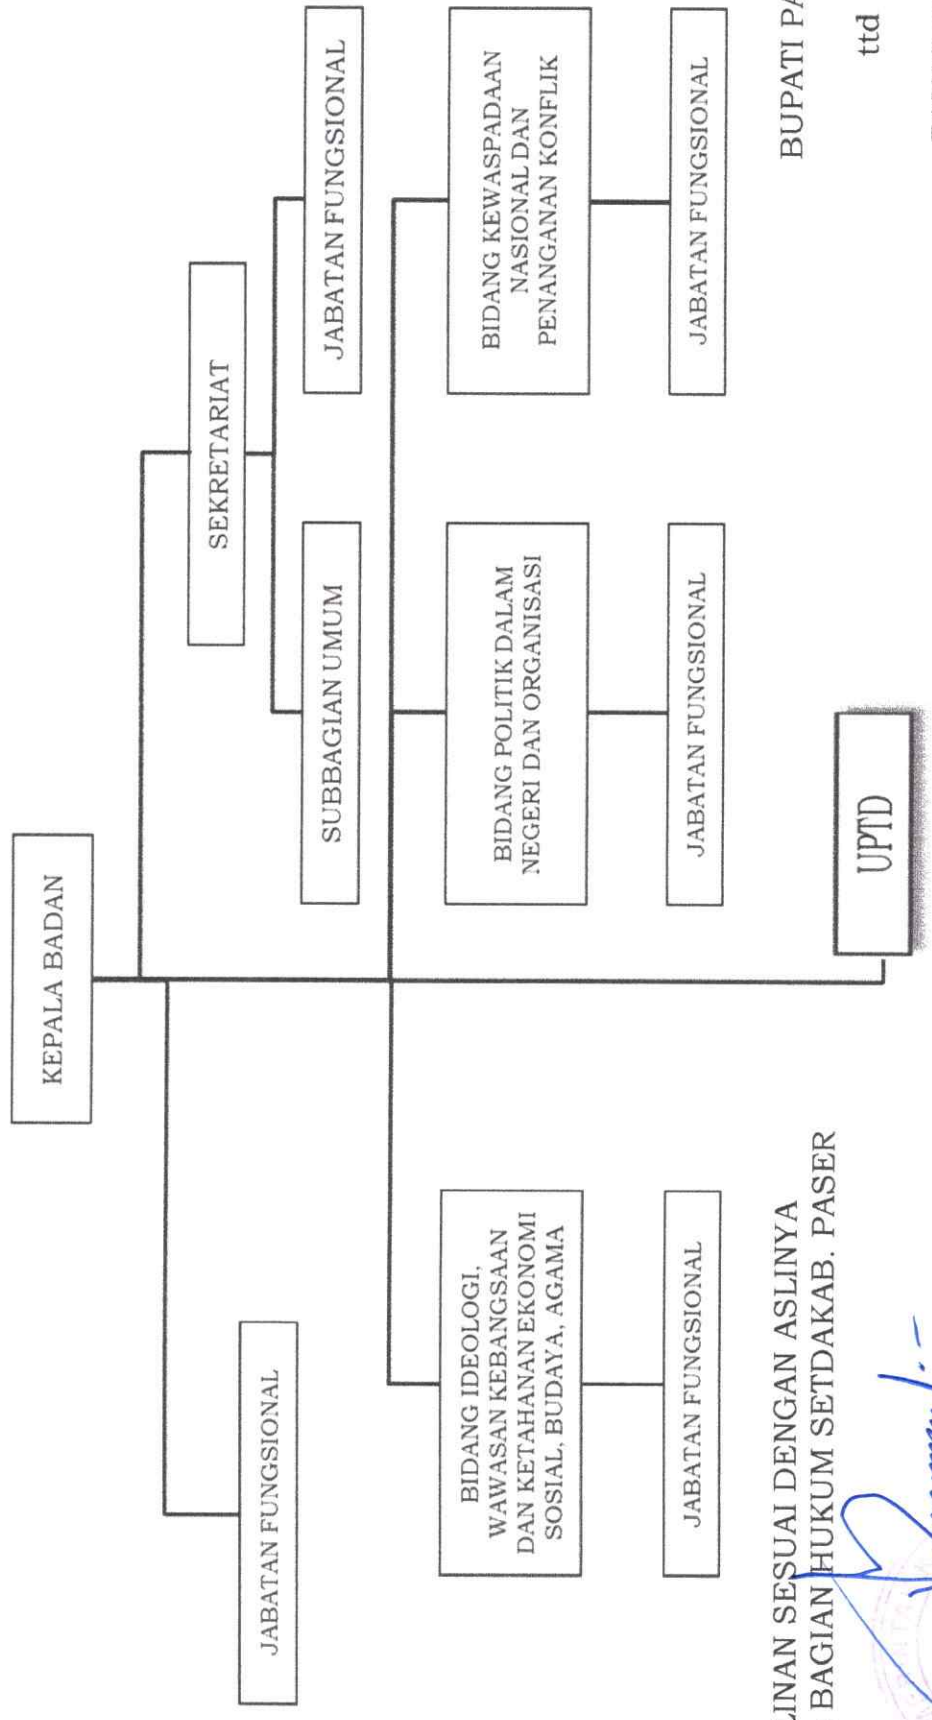 KEPALA BADAN
SEKRETARIAT
JABATAN FUNGSIONAL
SUBBAGIAN UMUM
JABATAN FUNGSIONAL
BIDANG IDEOLOGI,
WAWASAN KEBANGSAAN
DAN KETAHANAN EKONOMI
SOSIAL, BUDAYA, AGAMA
BIDANG POLITIK DALAM
NEGERI DAN ORGANISASI
BIDANG KEWASPADAAN
NASIONAL DAN
PENANGANAN KONFLIK
JABATAN FUNGSIONAL
JABATAN FUNGSIONAL
JABATAN FUNGSIONAL
UPTD
LINAN SESUAI DENGAN ASLINYA
BAGIAN HUKUM SETDAKAB. PASER
BUPATI PA
ttd